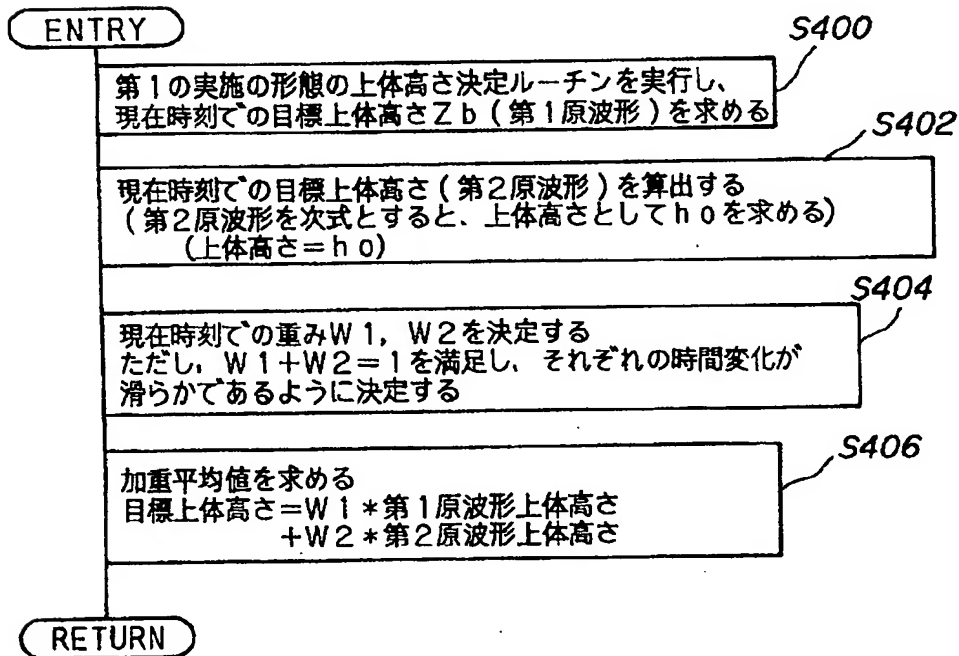 ENTRY
S400
第1の実施の形態の上体高さ決定ルーチンを実行し、
現在時刻での目標上体高さZb(第1原波形)を求める
S402
現在時刻での目標上体高さ(第2原波形)を算出する
(第2原波形を次式とすると、上体高さとしてhoを求める)
(上体高さ=ho)
S404
現在時刻での重みW1,W2を決定する
ただし,W1+W2=1を満足し、それぞれの時間変化が
滑らかであるように決定する
S406
加重平均値を求める
目標上体高さ=W1*第1原波形上体高さ
+W2*第2原波形上体高さ
RETURN